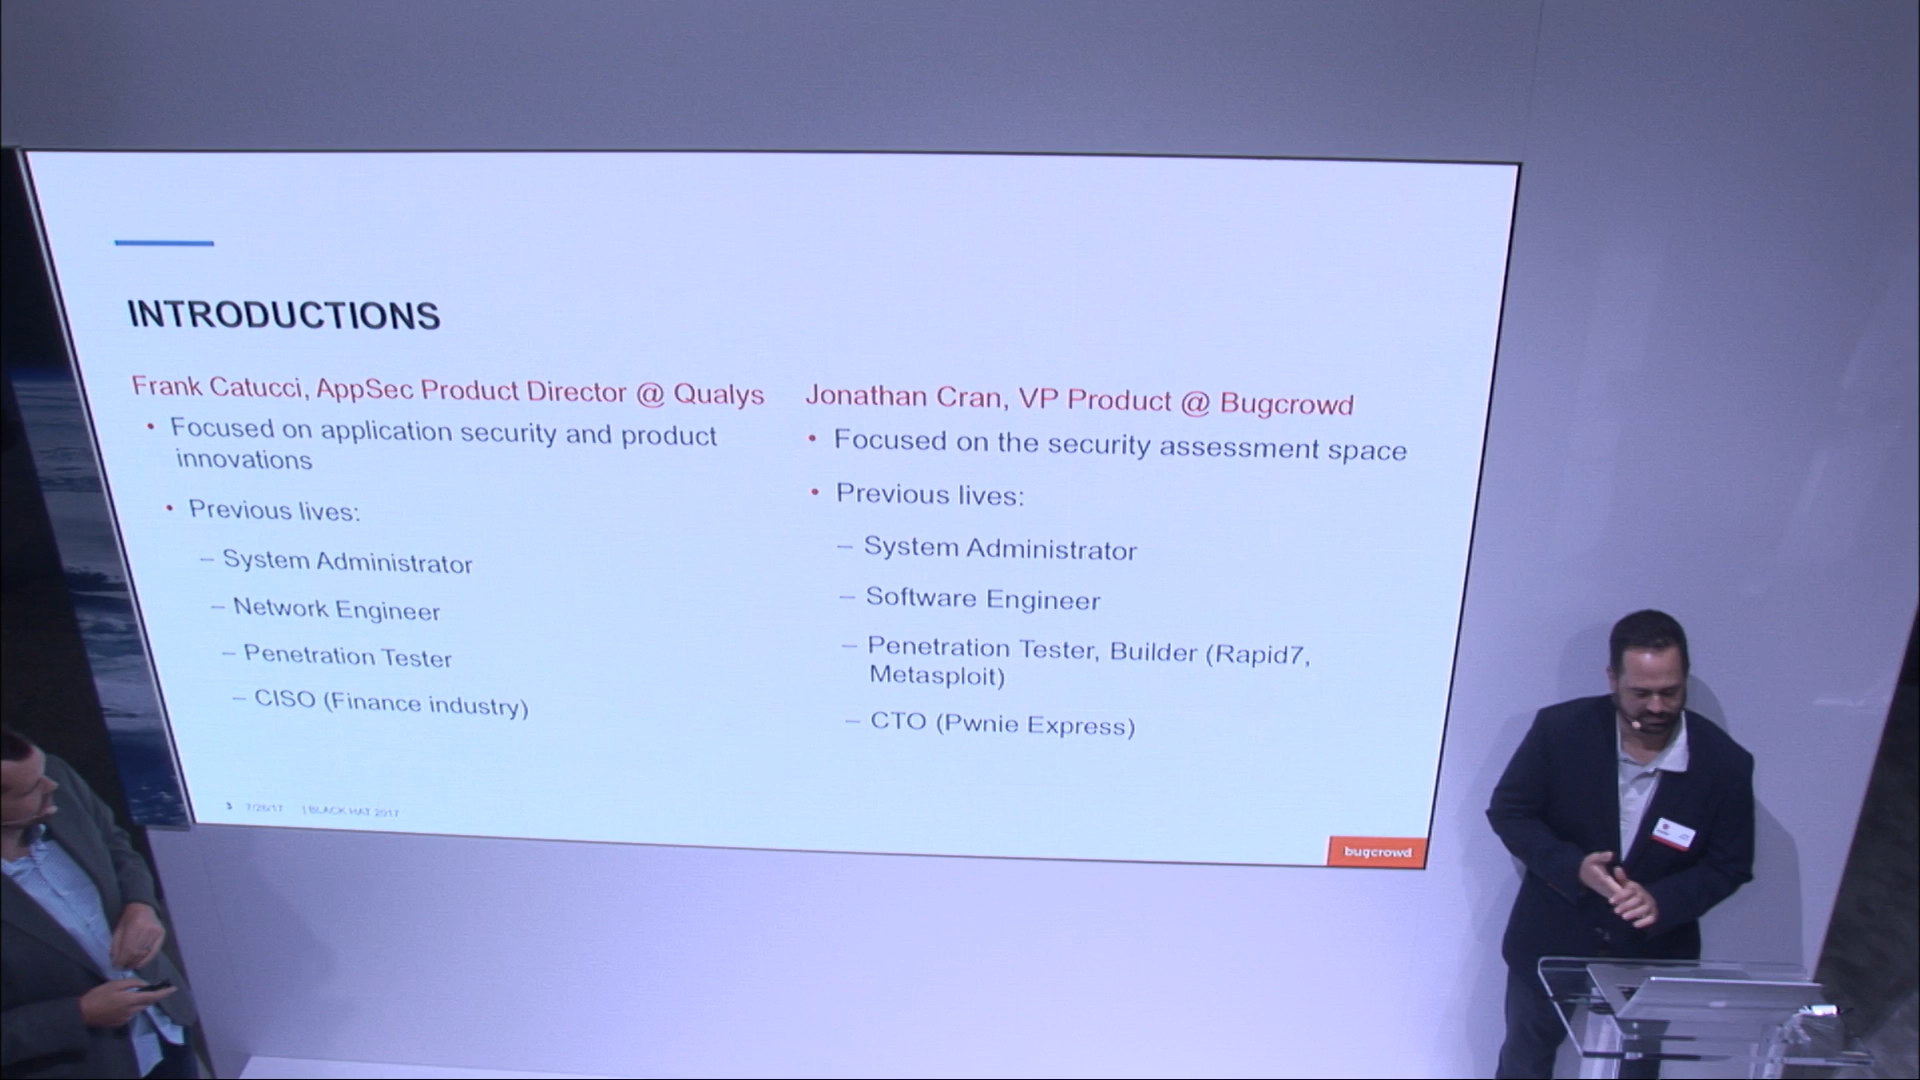 INTRODUCTIONS
Frank Catucci, AppSec Product Director @ Qualys
• Focused on application security and product
innovations
• Previous lives:
– System Administrator
– Network Engineer
– Penetration Tester
– CISO (Finance industry)
Jonathan Cran, VP Product @ Bugcrowd
• Focused on the security assessment space
• Previous lives:
– System Administrator
– Software Engineer
– Penetration Tester, Builder (Rapid7,
Metasploit)
– CTO (Pwnie Express)
3 7/26/17 | BLACK HAT 2017
bugcrowd